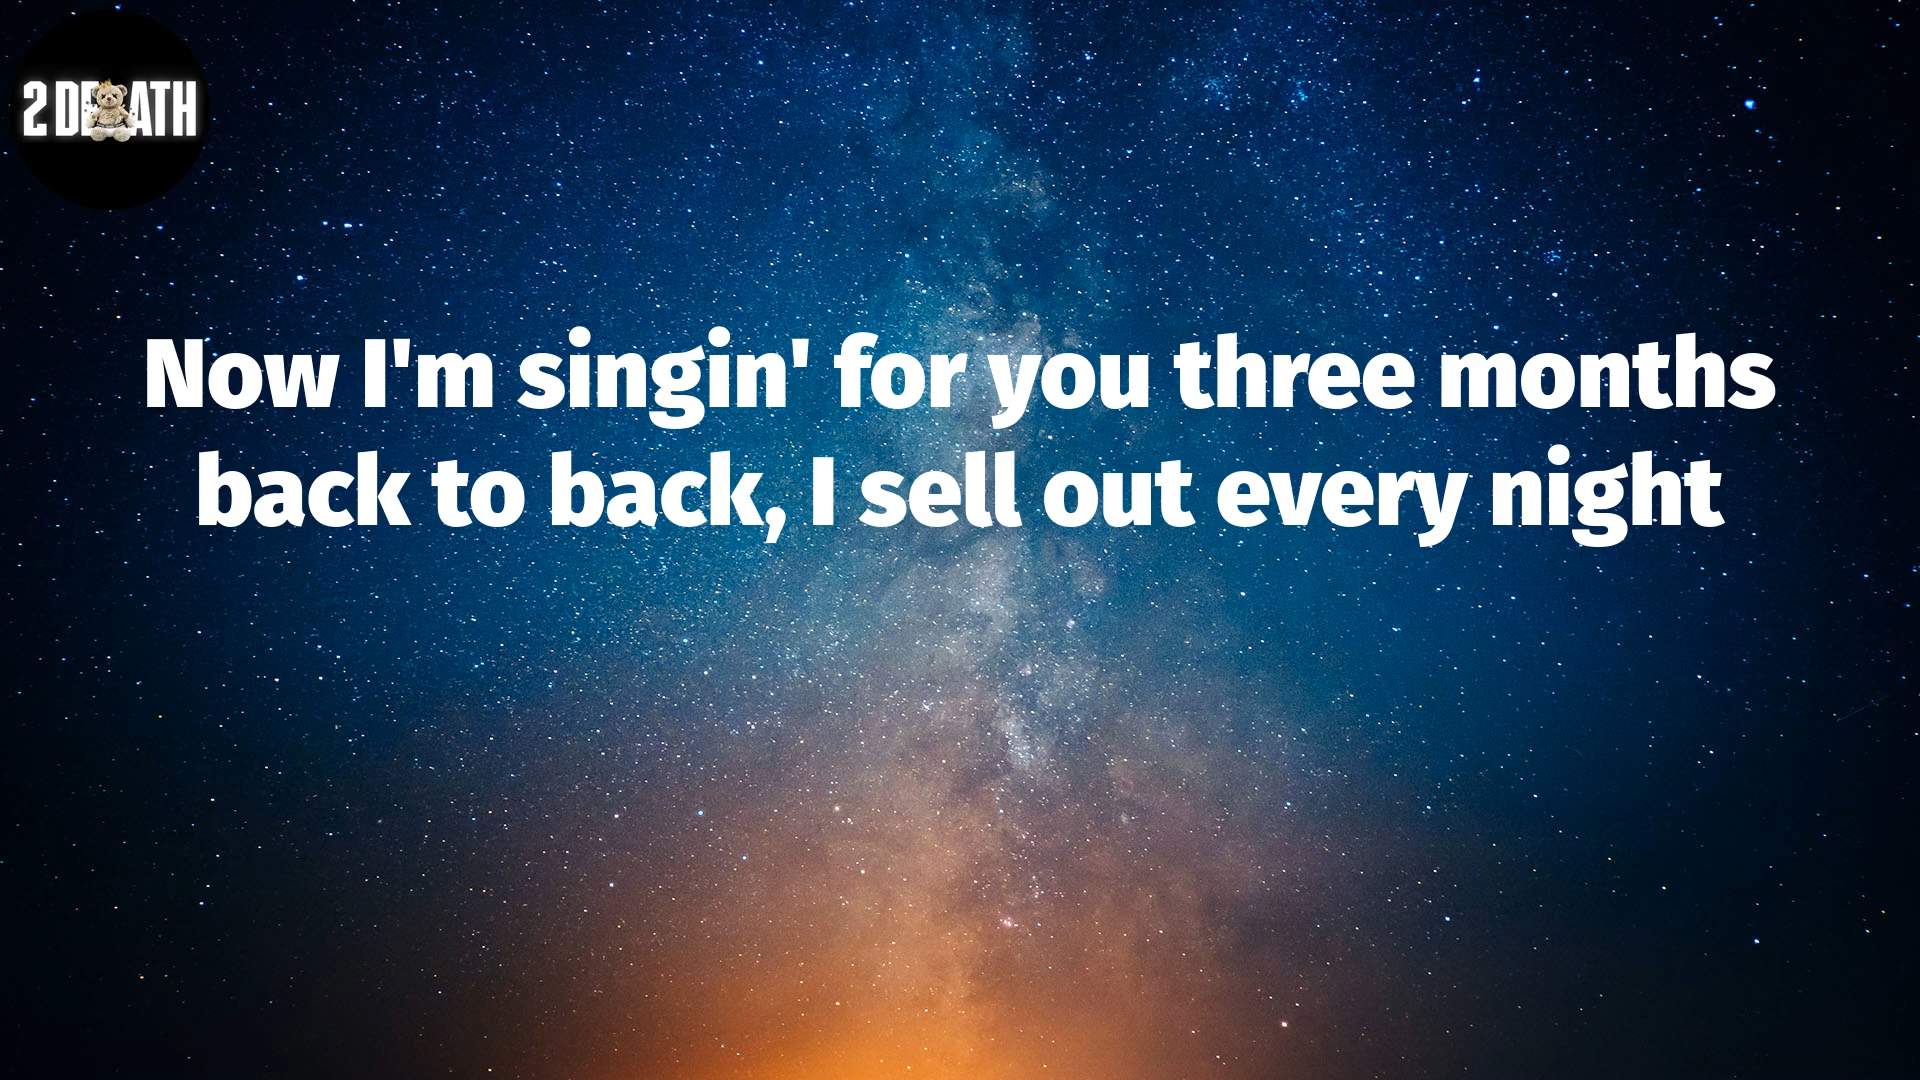 2 DEATH
Now I'm singin' for you three months
back to back, I sell out every night